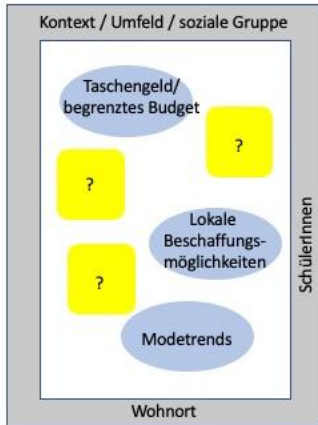 Kontext / Umfeld / soziale Gruppe
Taschengeld/
begrenztes Budget
?
?
Lokale
Beschaffungs-
möglichkeiten
?
Modetrends
SchülerInnen
Wohnort